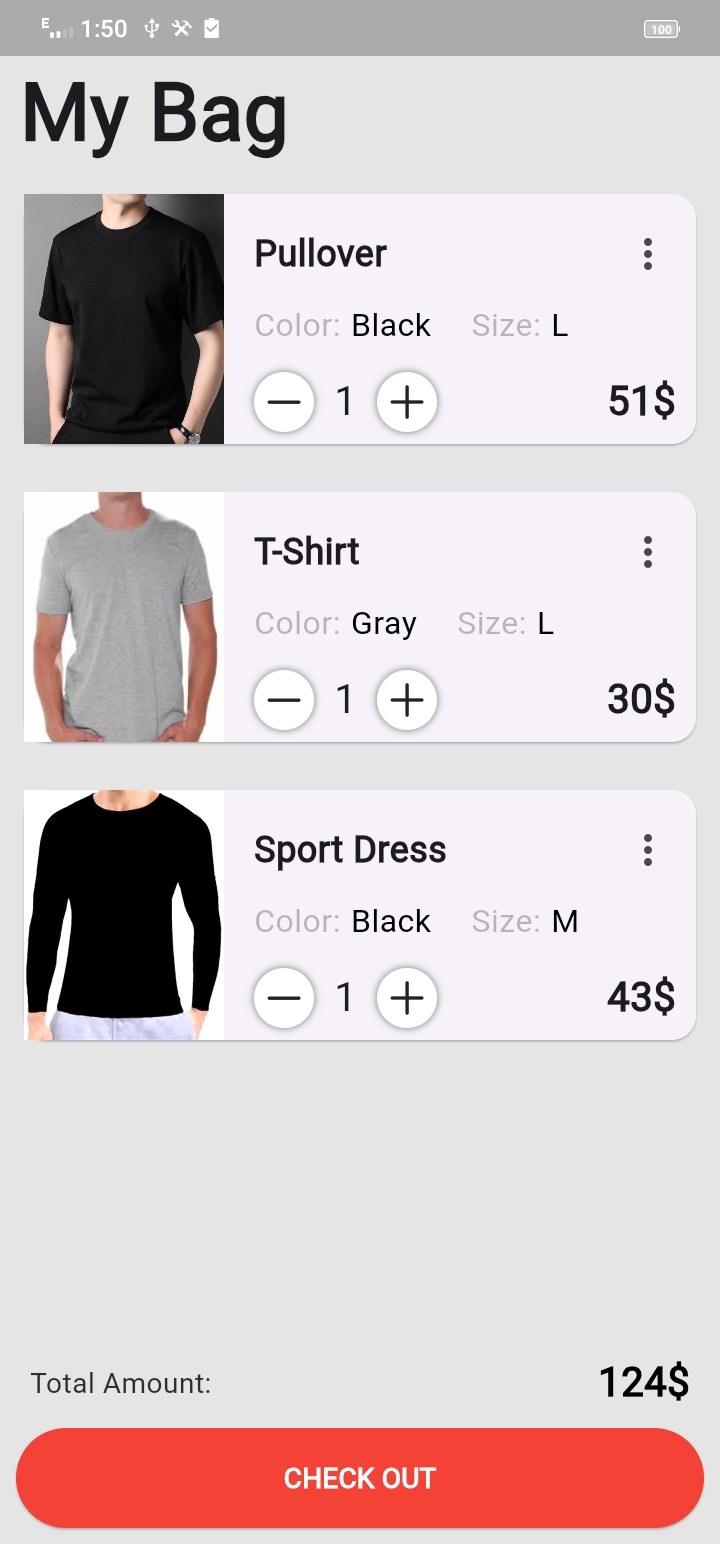 E 1:50 100
My Bag
Pullover
Color: Black Size: L
1 51$
T-Shirt
Color: Gray Size: L
1 30$
Sport Dress
Color: Black Size: M
1 43$
Total Amount: 124$
CHECK OUT